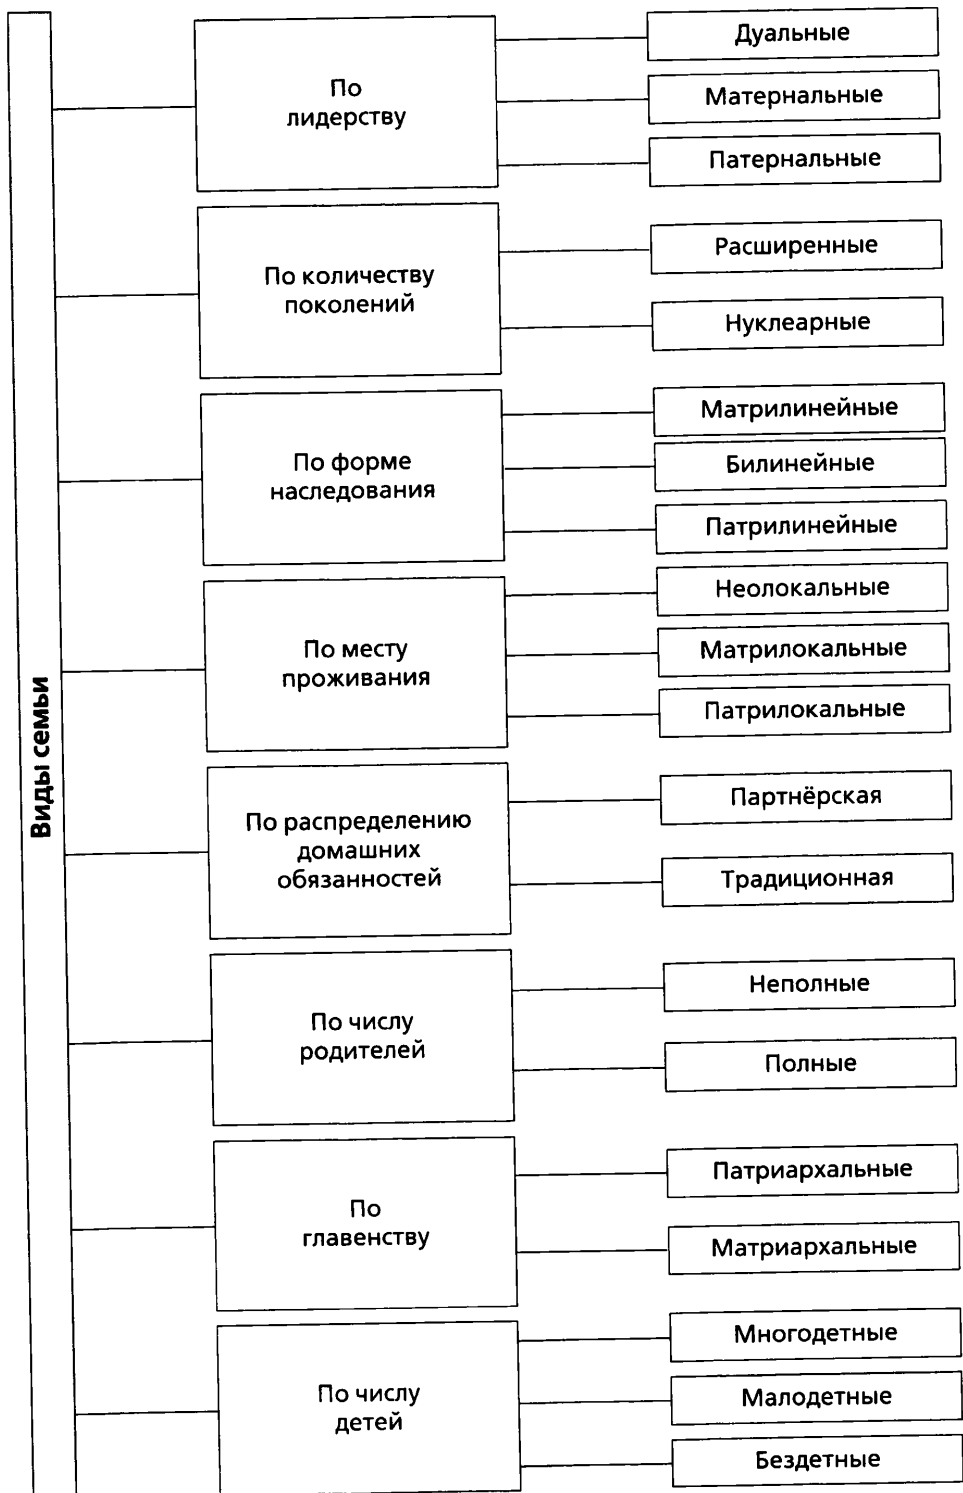 Виды семьи
По
лидерству
Дуальные
Матернальные
Патернальные
По количеству
поколений
Расширенные
Нуклеарные
По форме
наследования
Матрилинейные
Билинейные
Патрилинейные
По месту
проживания
Неолокальные
Матрилокальные
Патрилокальные
По распределению
домашних
обязанностей
Партнёрская
Традиционная
По числу
родителей
Неполные
Полные
По
главенству
Патриархальные
Матриархальные
По числу
детей
Многодетные
Малодетные
Бездетные